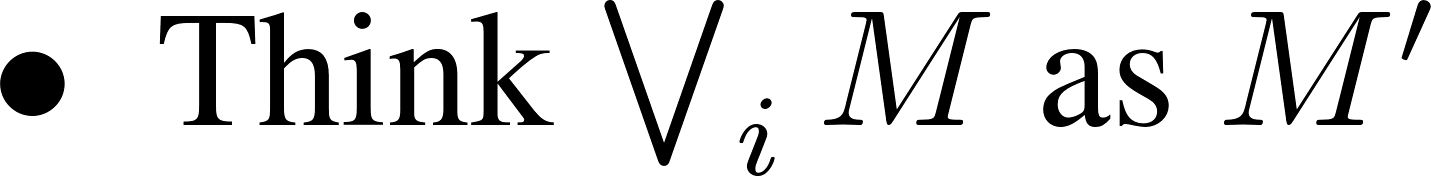 • Think ⋁ᵢ M as M′